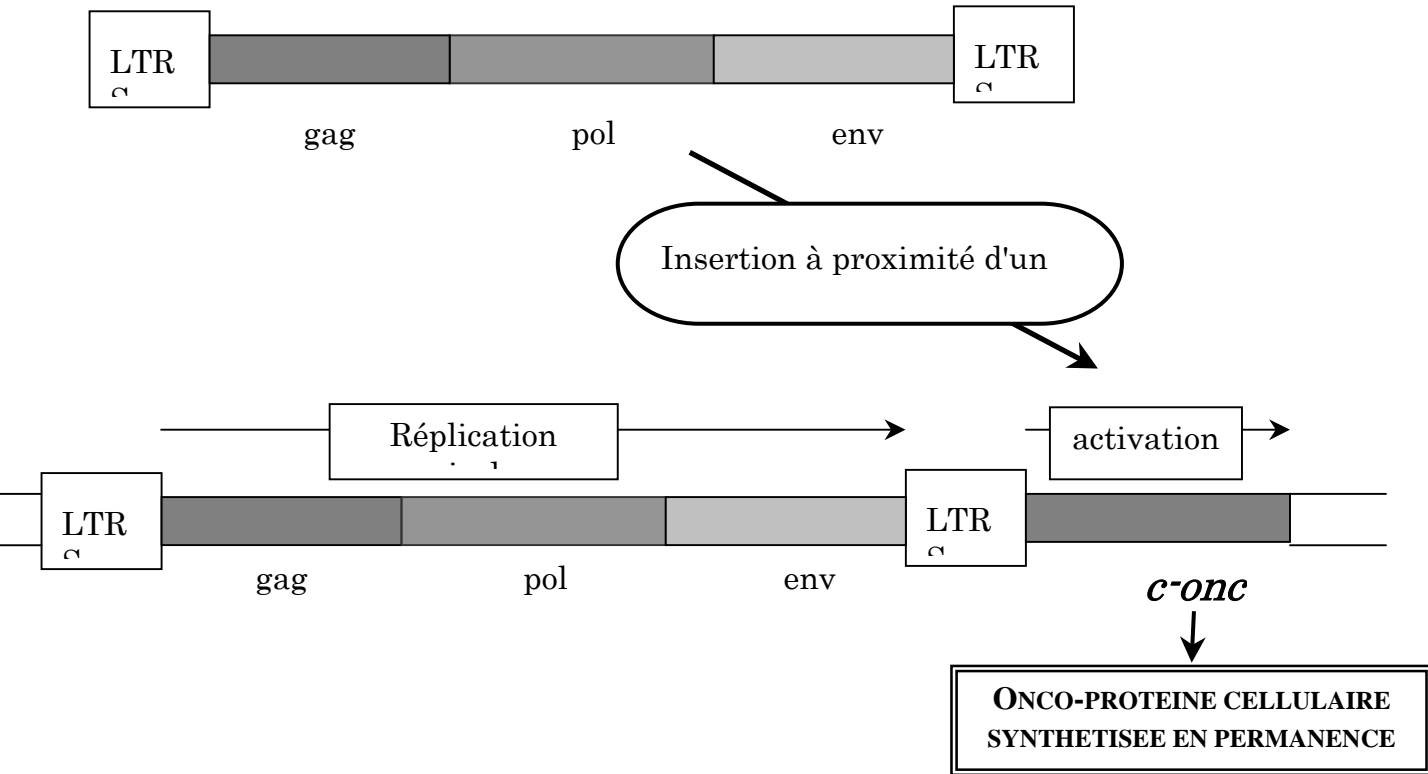 LTR
LTR
gag pol env
Insertion à proximité d'un
Réplication
activation
LTR
LTR
gag pol env
c-onc
ONCO-PROTEINE CELLULAIRE
SYNTHETISEE EN PERMANENCE